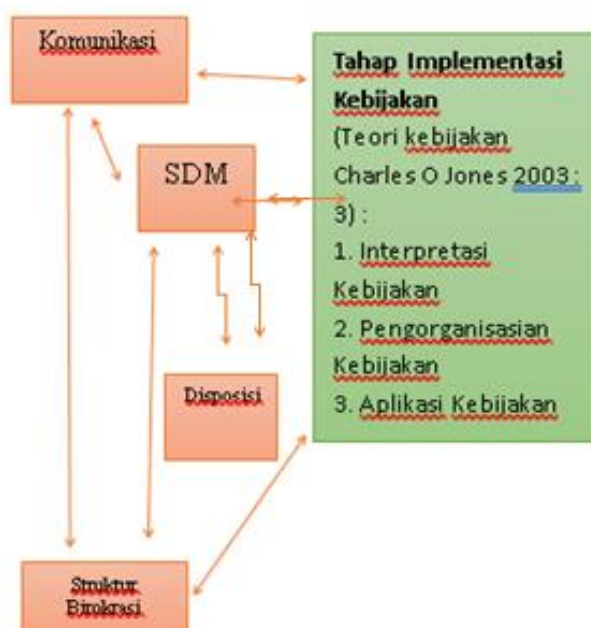 Komunikasi
SDM
Disposisi
Struktur
Birokrasi
Tahap Implementasi
Kebijakan
(Teori kebijakan
Charles O Jones 2003 :
3) :
1. Interpretasi
Kebijakan
2. Pengorganisasian
Kebijakan
3. Aplikasi Kebijakan